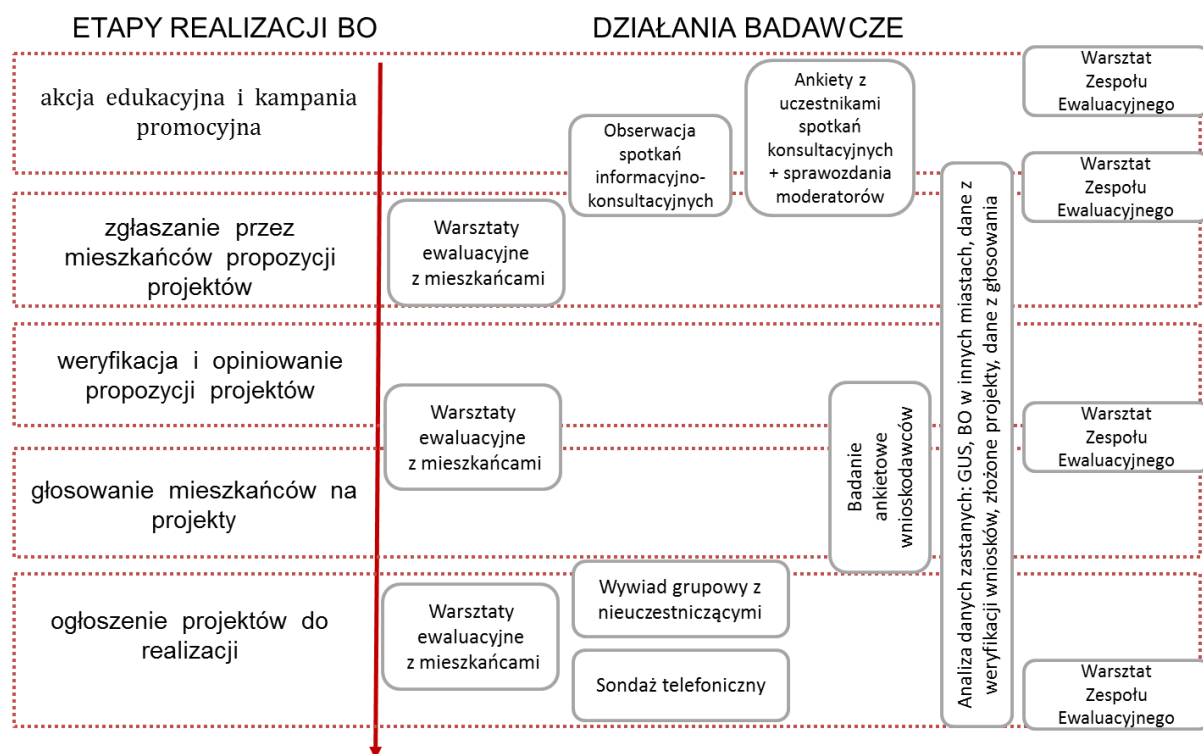 ETAPY REALIZACJI BO
DZIAŁANIA BADAWCZE
akcja edukacyjna i kampania
promocyjna
zgłaszanie przez
mieszkańców propozycji
projektów
weryfikacja i opiniowanie
propozycji projektów
głosowanie mieszkańców na
projekty
ogłoszenie projektów do
realizacji
Obserwacja
spotkań
informacyjno-
konsultacyjnych
Ankiety z
uczestnikami
spotkań
konsultacyjnych
+ sprawozdania
moderatorów
Warsztaty
ewaluacyjne
z mieszkańcami
Warsztaty
ewaluacyjne
z mieszkańcami
Warsztaty
ewaluacyjne
z mieszkańcami
Wywiad grupowy z
nieuczestniczącymi
Sondaż telefoniczny
Badanie
ankietowe
wnioskodawców
Analiza danych zastanych: GUS, BO w innych miastach, dane z
weryfikacji wniosków, złożone projekty, dane z głosowania
Warsztat
Zespołu
Ewaluacyjnego
Warsztat
Zespołu
Ewaluacyjnego
Warsztat
Zespołu
Ewaluacyjnego
Warsztat
Zespołu
Ewaluacyjnego